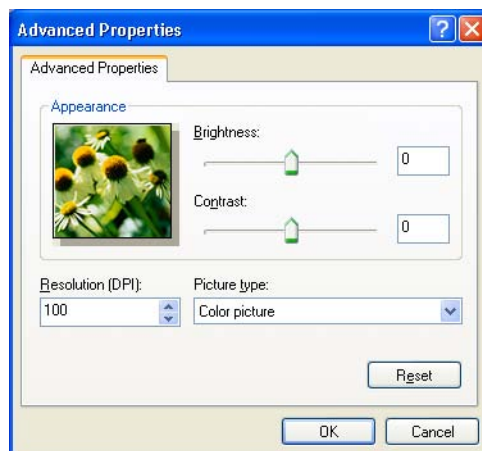 Advanced Properties
Advanced Properties
Appearance
Brightness:
0
Contrast:
0
Resolution (DPI):
Picture type:
100
Color picture
Reset
OK
Cancel